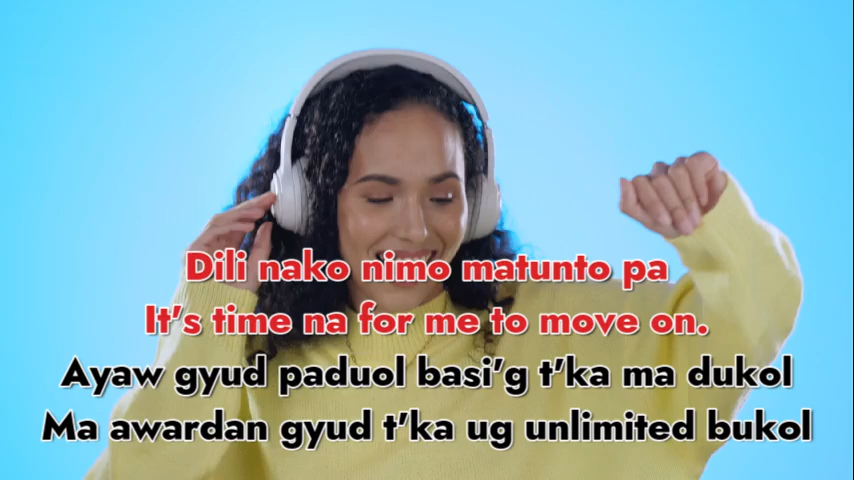 Dili nako nimo matunto pa
It's time na for me to move on.
Ayaw gyud paduol basi'g t'ka ma dukol
Ma awardan gyud t'ka ug unlimited bukol